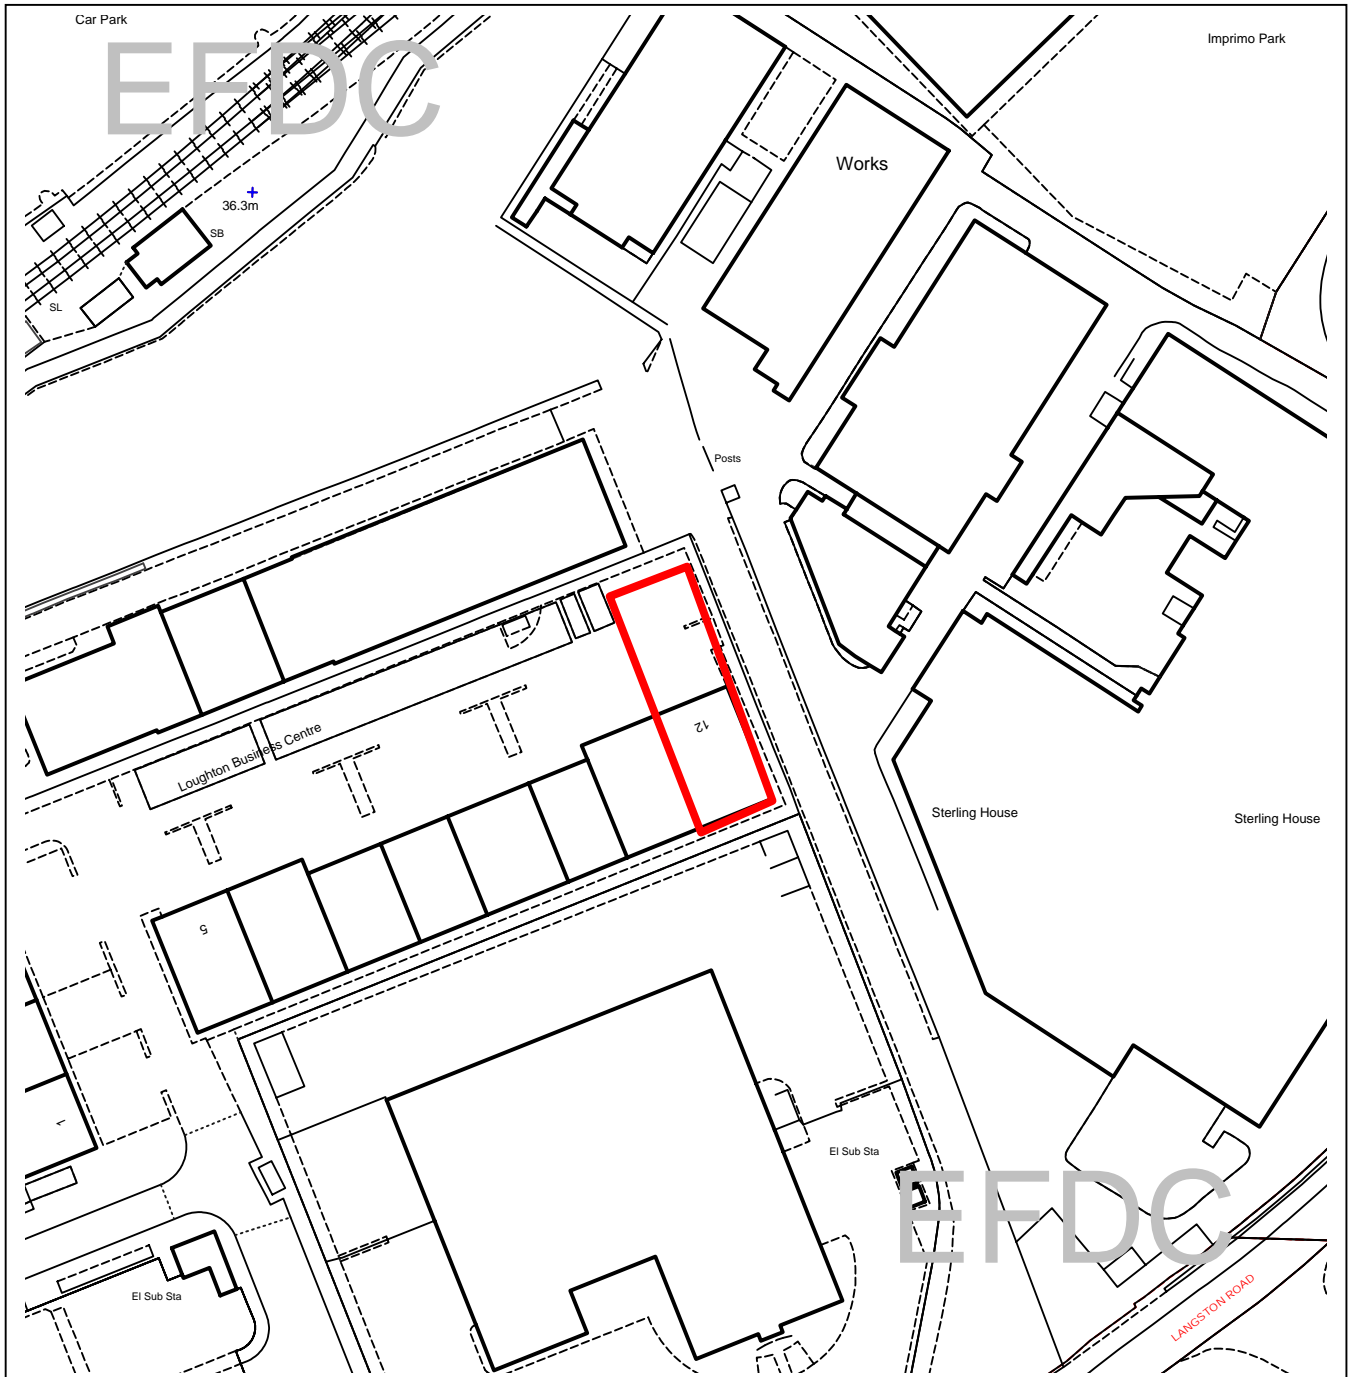 Car Park
EFDC
Imprimo Park
Works
36.3m
SB
SL
Posts
12
Loughton Business Centre
Sterling House
Sterling House
5
1
El Sub Sta
EFDC
El Sub Sta
LANGSTON ROAD